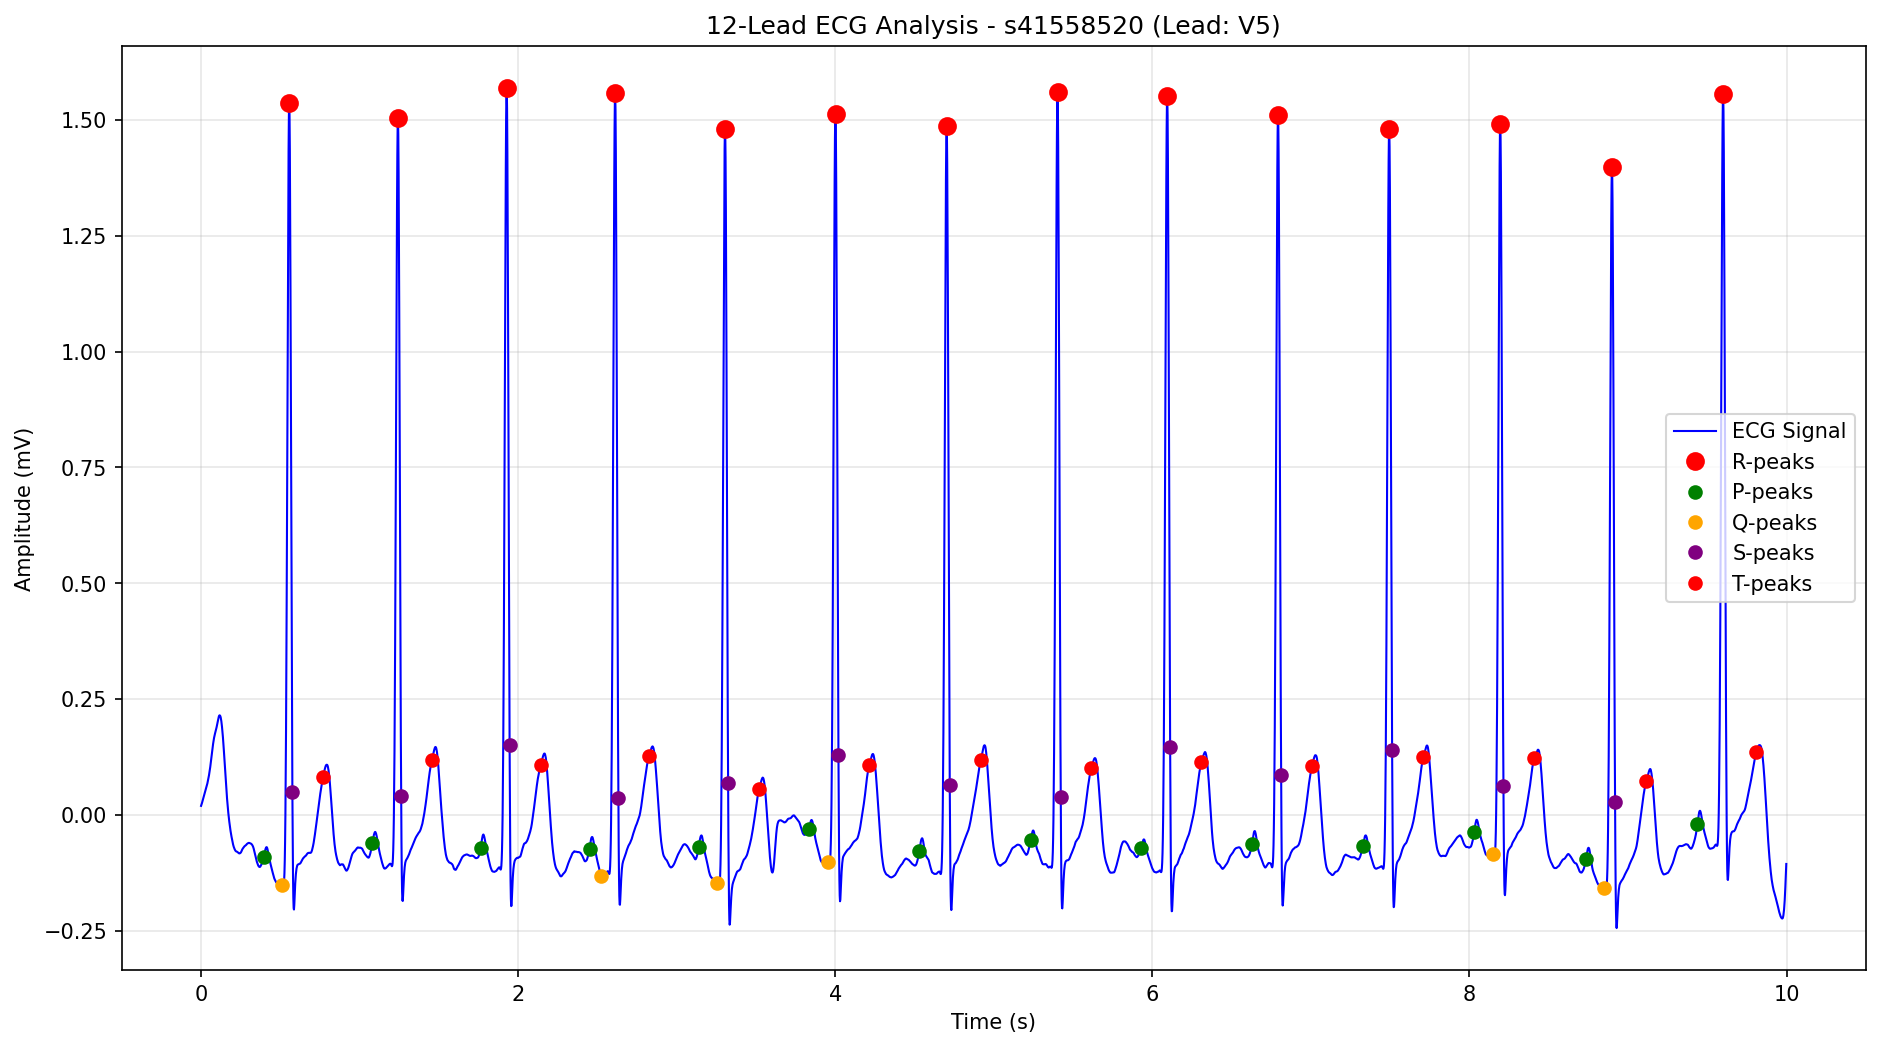 12-Lead ECG Analysis - s41558520 (Lead: V5)
Amplitude (mV)
1.50
1.25
1.00
0.75
0.50
0.25
0.00
−0.25
ECG Signal
R-peaks
P-peaks
Q-peaks
S-peaks
T-peaks
0 2 4 6 8 10
Time (s)